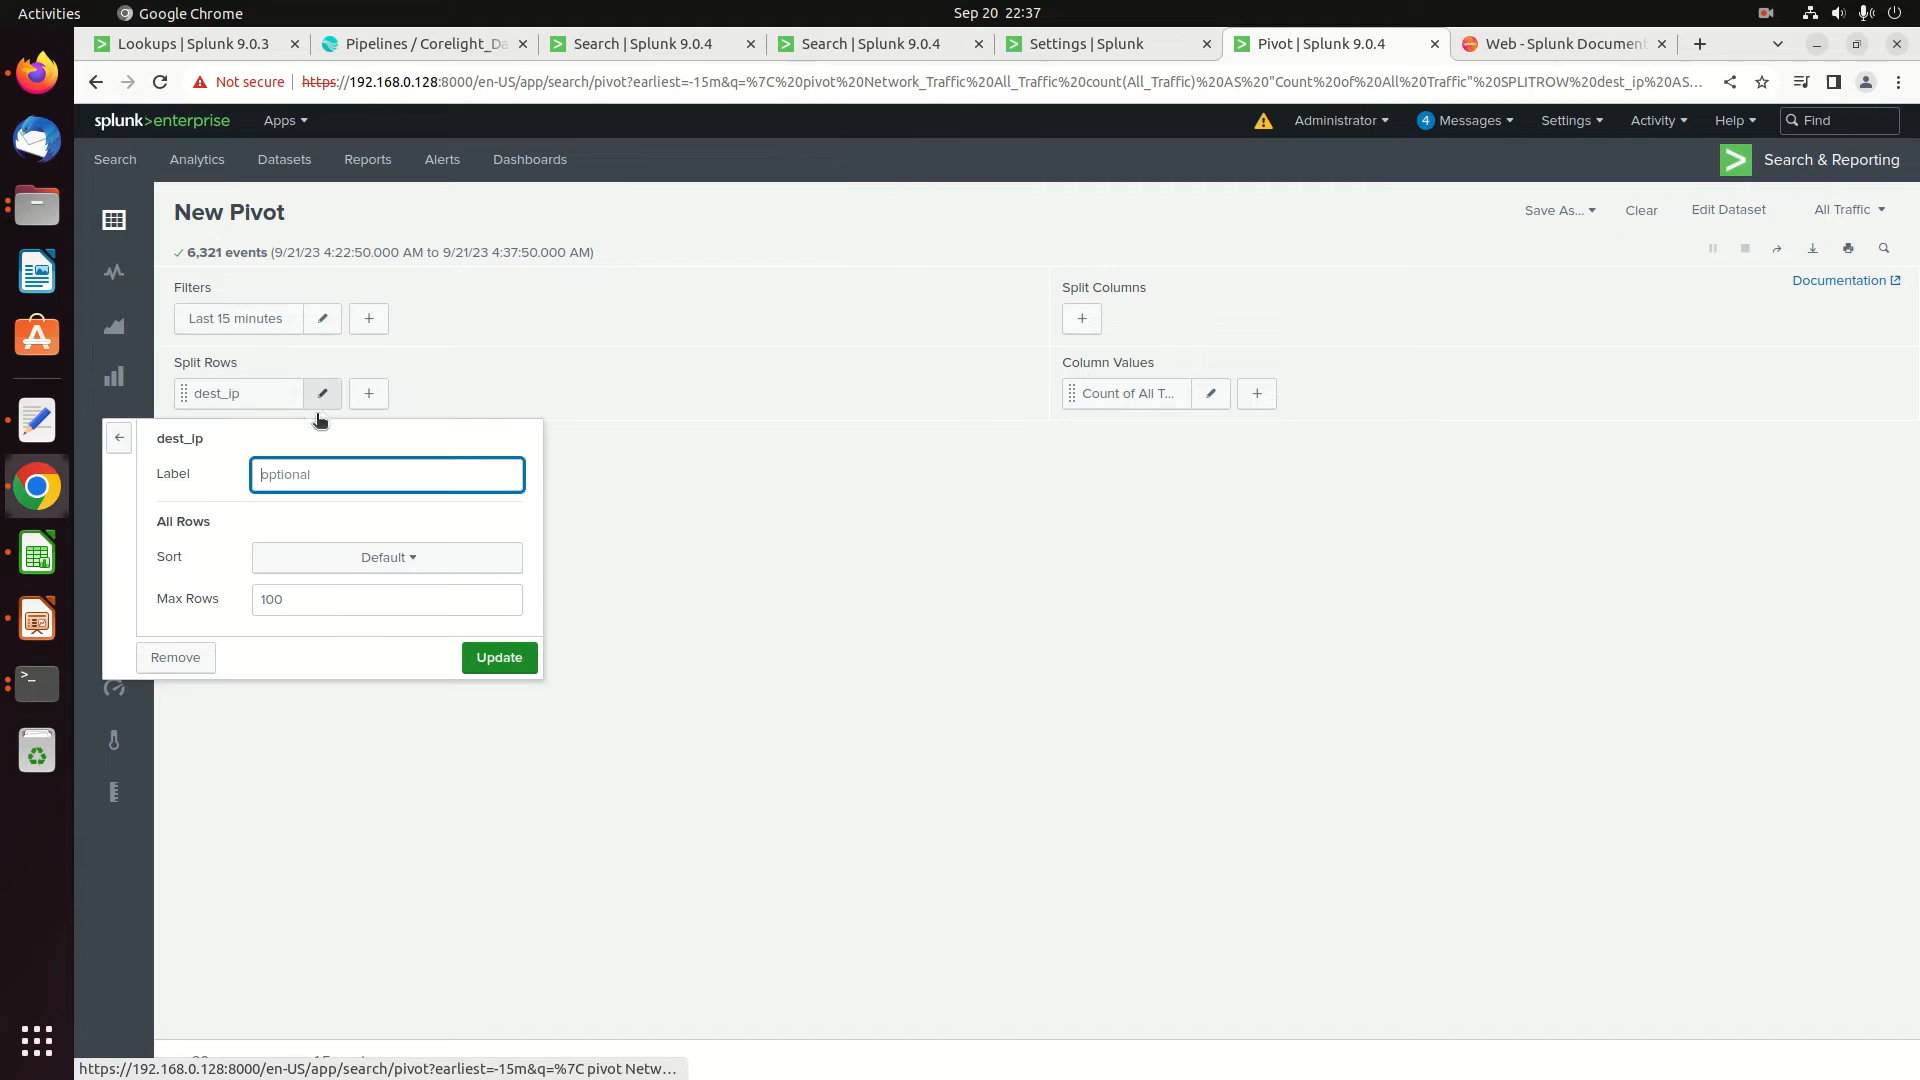 Activities
Google Chrome
Sep 20 22:37
Lookups | Splunk 9.0.3
Pipelines / Corelight_Da
Search | Splunk 9.0.4
Search | Splunk 9.0.4
Settings | Splunk
Pivot | Splunk 9.0.4
Web - Splunk Document
Not secure
https://192.168.0.128:8000/en-US/app/search/pivot?earliest=-15m&q=%7C%20pivot%20Network_Traffic%20All_Traffic%20count(All_Traffic)%20AS%20"Count%20of%20All%20Traffic"%20SPLITROW%20dest_ip%20AS...
splunk>enterprise
Apps
Administrator
4 Messages
Settings
Activity
Help
Find
Search
Analytics
Datasets
Reports
Alerts
Dashboards
Search & Reporting
New Pivot
Save As...
Clear
Edit Dataset
All Traffic
6,321 events (9/21/23 4:22:50.000 AM to 9/21/23 4:37:50.000 AM)
Filters
Split Columns
Documentation
Last 15 minutes
+
+
Split Rows
Column Values
dest_ip
+
Count of All T...
+
dest_ip
Label
optional
All Rows
Sort
Default
Max Rows
100
Remove
Update
https://192.168.0.128:8000/en-US/app/search/pivot?earliest=-15m&q=%7C pivot Netw...